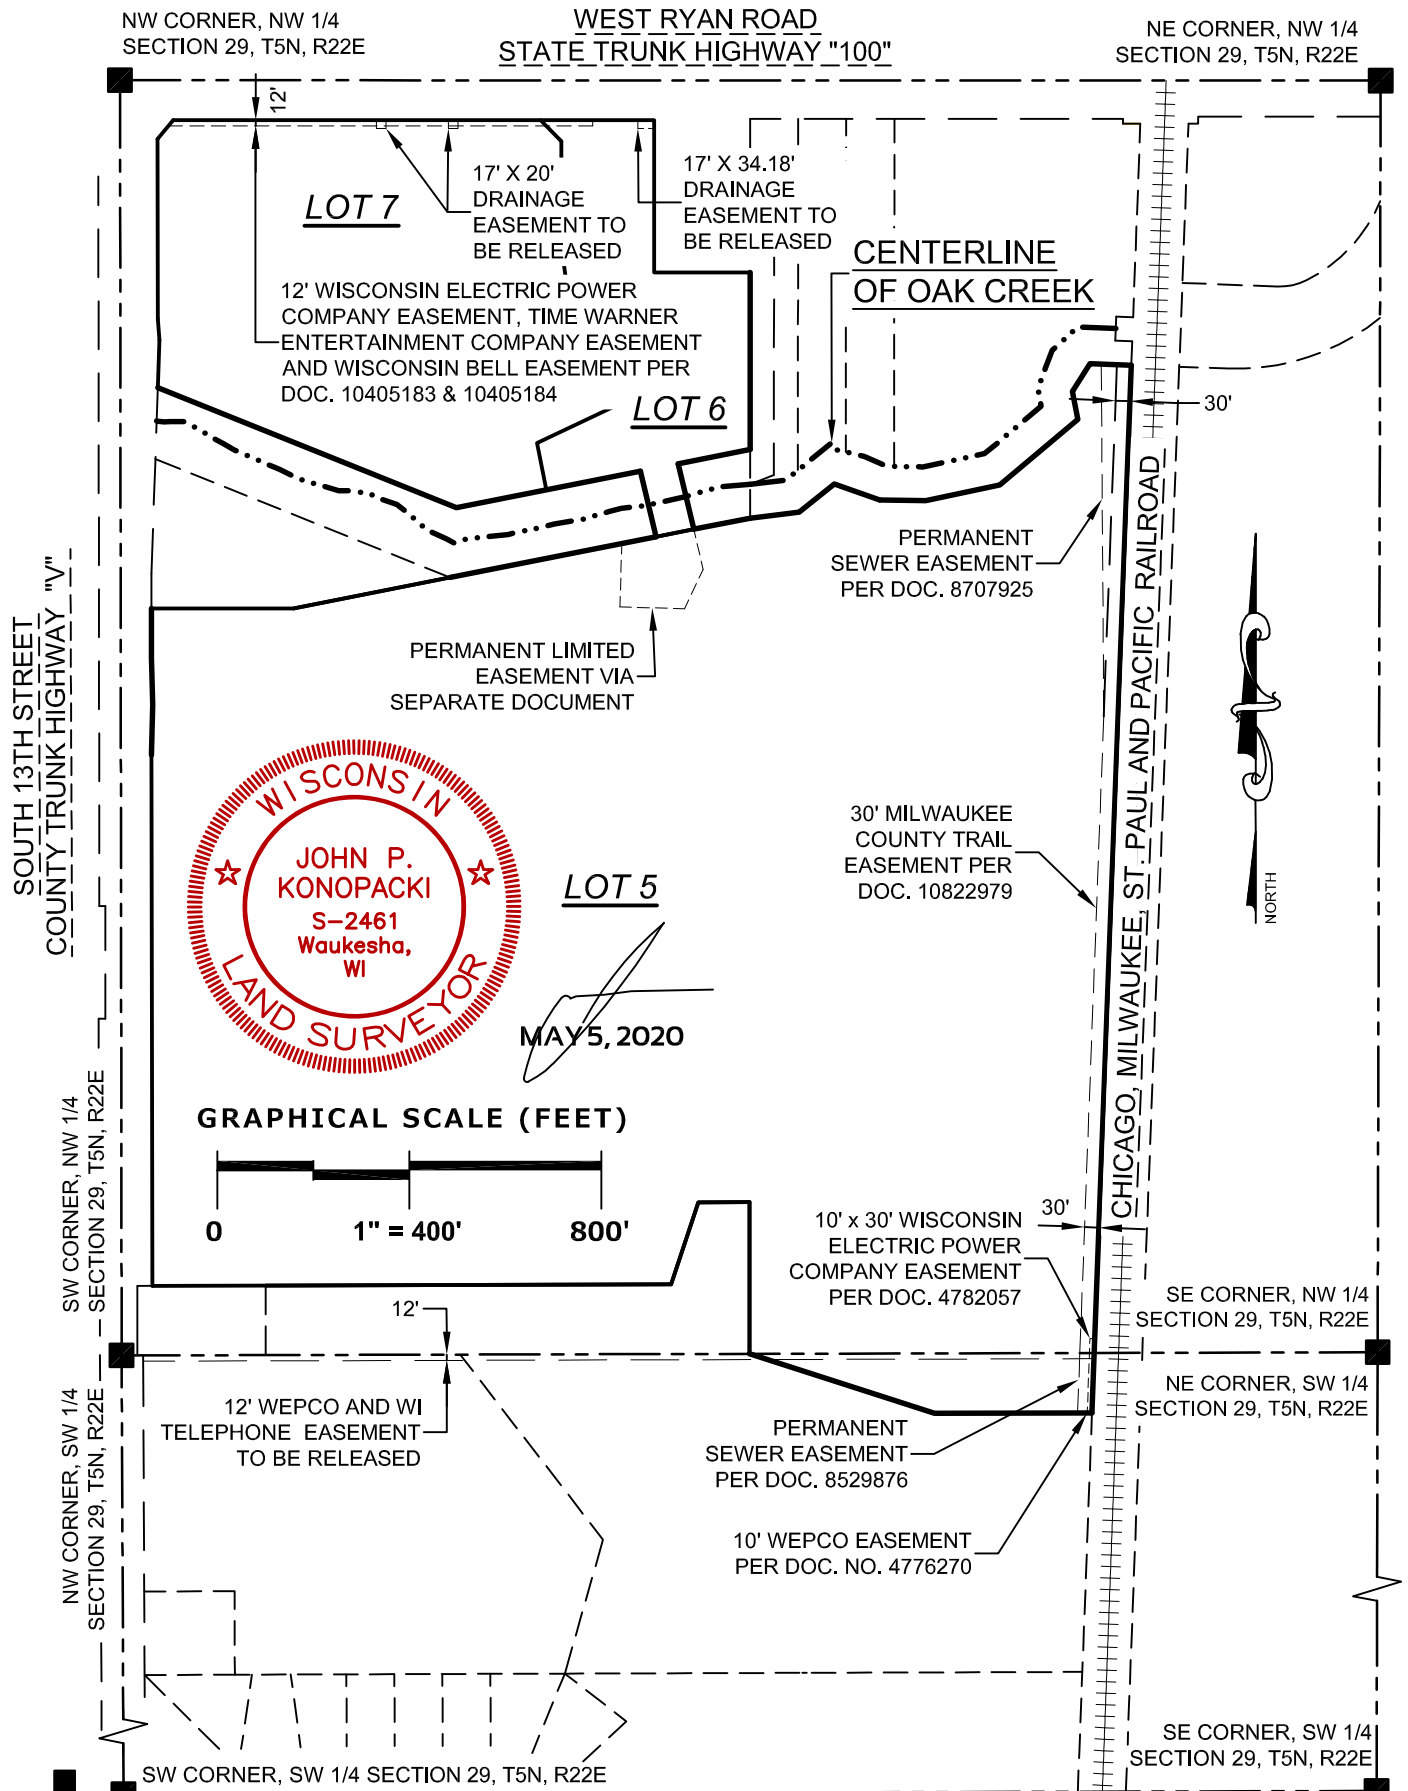 NW CORNER, NW 1/4
SECTION 29, T5N, R22E
WEST RYAN ROAD
STATE TRUNK HIGHWAY "100"
NE CORNER, NW 1/4
SECTION 29, T5N, R22E
12'
LOT 7
17' X 20'
DRAINAGE
EASEMENT TO
BE RELEASED
17' X 34.18'
DRAINAGE
EASEMENT TO
BE RELEASED
CENTERLINE
OF OAK CREEK
12' WISCONSIN ELECTRIC POWER
COMPANY EASEMENT, TIME WARNER
ENTERTAINMENT COMPANY EASEMENT
AND WISCONSIN BELL EASEMENT PER
DOC. 10405183 & 10405184
LOT 6
30'
PERMANENT
SEWER EASEMENT
PER DOC. 8707925
CHICAGO, MILWAUKEE, ST. PAUL AND PACIFIC RAILROAD
SOUTH 13TH STREET
COUNTY TRUNK HIGHWAY "V"
PERMANENT LIMITED
EASEMENT VIA
SEPARATE DOCUMENT
WISCONSIN
JOHN P.
KONOPACKI
S-2461
Waukesha,
WI
LAND SURVEYOR
LOT 5
MAY 5, 2020
30' MILWAUKEE
COUNTY TRAIL
EASEMENT PER
DOC. 10822979
NORTH
GRAPHICAL SCALE (FEET)
0 1" = 400' 800'
SW CORNER, NW 1/4
SECTION 29, T5N, R22E
10' x 30' WISCONSIN
ELECTRIC POWER
COMPANY EASEMENT
PER DOC. 4782057
30'
SE CORNER, NW 1/4
SECTION 29, T5N, R22E
12'
NE CORNER, SW 1/4
SECTION 29, T5N, R22E
NW CORNER, SW 1/4
SECTION 29, T5N, R22E
12' WEPCO AND WI
TELEPHONE EASEMENT
TO BE RELEASED
PERMANENT
SEWER EASEMENT
PER DOC. 8529876
10' WEPCO EASEMENT
PER DOC. NO. 4776270
SE CORNER, SW 1/4
SECTION 29, T5N, R22E
SW CORNER, SW 1/4 SECTION 29, T5N, R22E